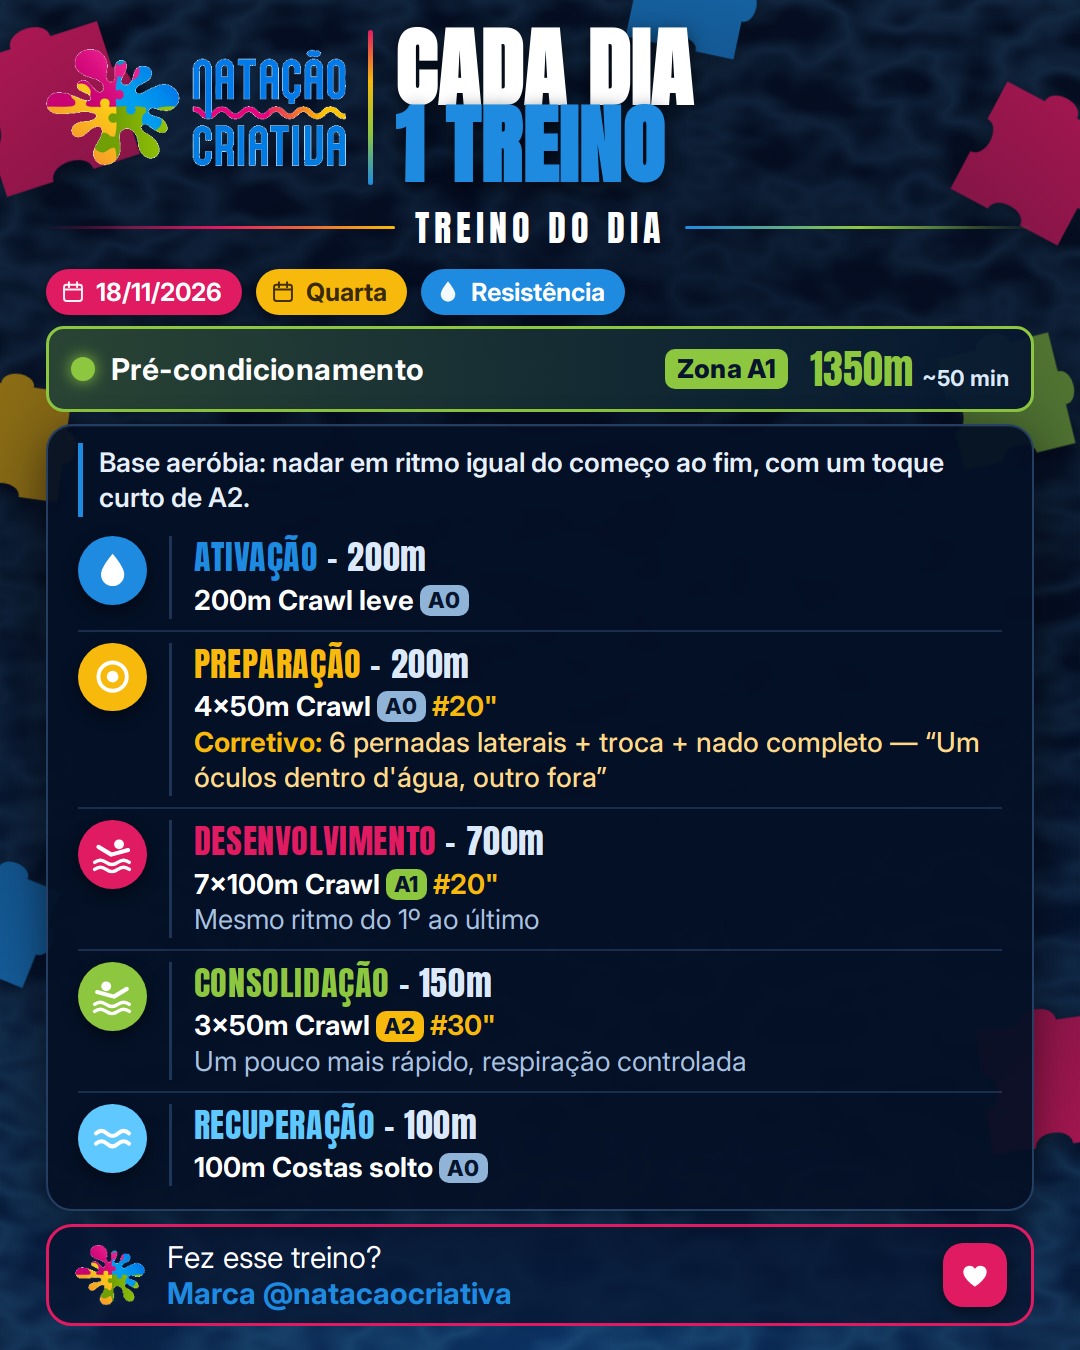 NATAÇÃO
CRIATIVA
CADA DIA
1 TREINO
TREINO DO DIA
18/11/2026
Quarta
Resistência
Pré-condicionamento
Zona A1
1350m ~50 min
Base aeróbia: nadar em ritmo igual do começo ao fim, com um toque
curto de A2.
ATIVAÇÃO - 200m
200m Crawl leve A0
PREPARAÇÃO - 200m
4×50m Crawl A0 #20"
Corretivo: 6 pernadas laterais + troca + nado completo — “Um
óculos dentro d'água, outro fora”
DESENVOLVIMENTO - 700m
7×100m Crawl A1 #20"
Mesmo ritmo do 1º ao último
CONSOLIDAÇÃO - 150m
3×50m Crawl A2 #30"
Um pouco mais rápido, respiração controlada
RECUPERAÇÃO - 100m
100m Costas solto A0
Fez esse treino?
Marca @natacaocriativa